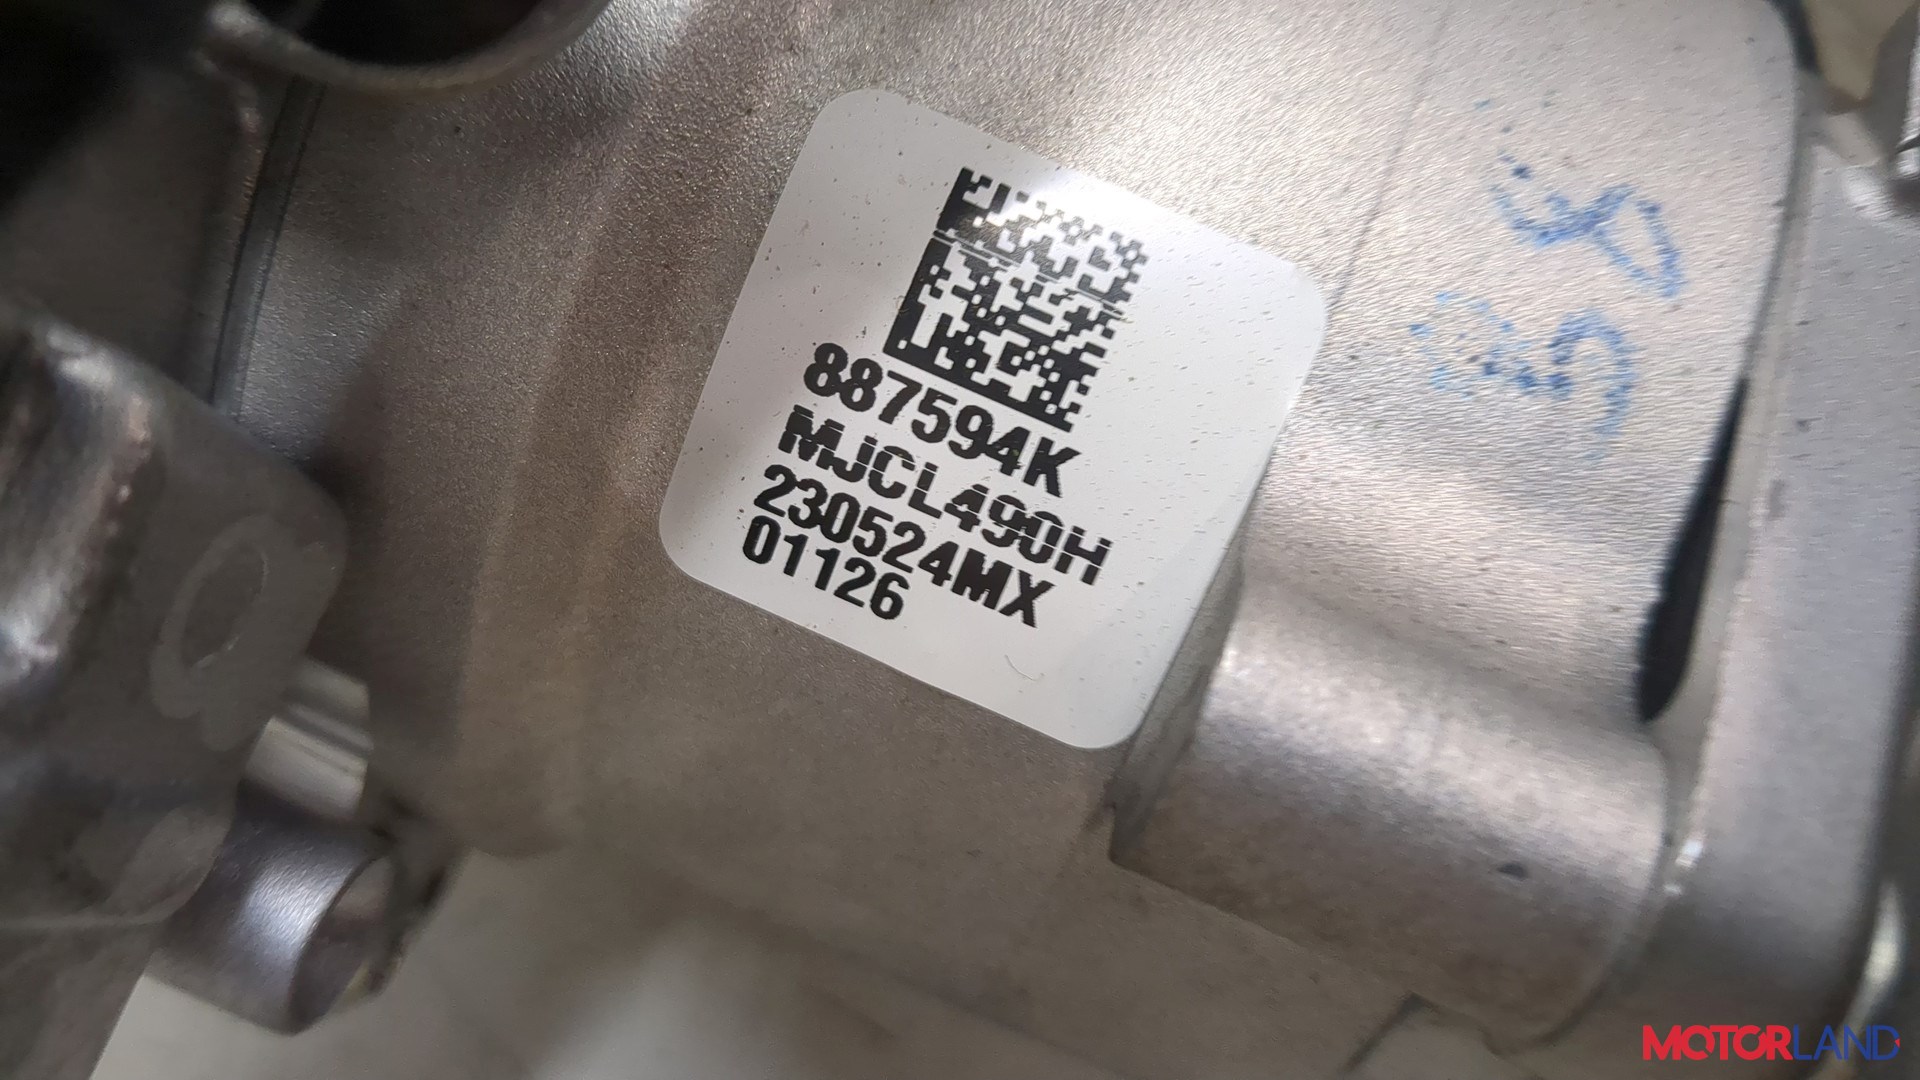 887594K
MJCL490H
230524MX
01126
MOTORLAND